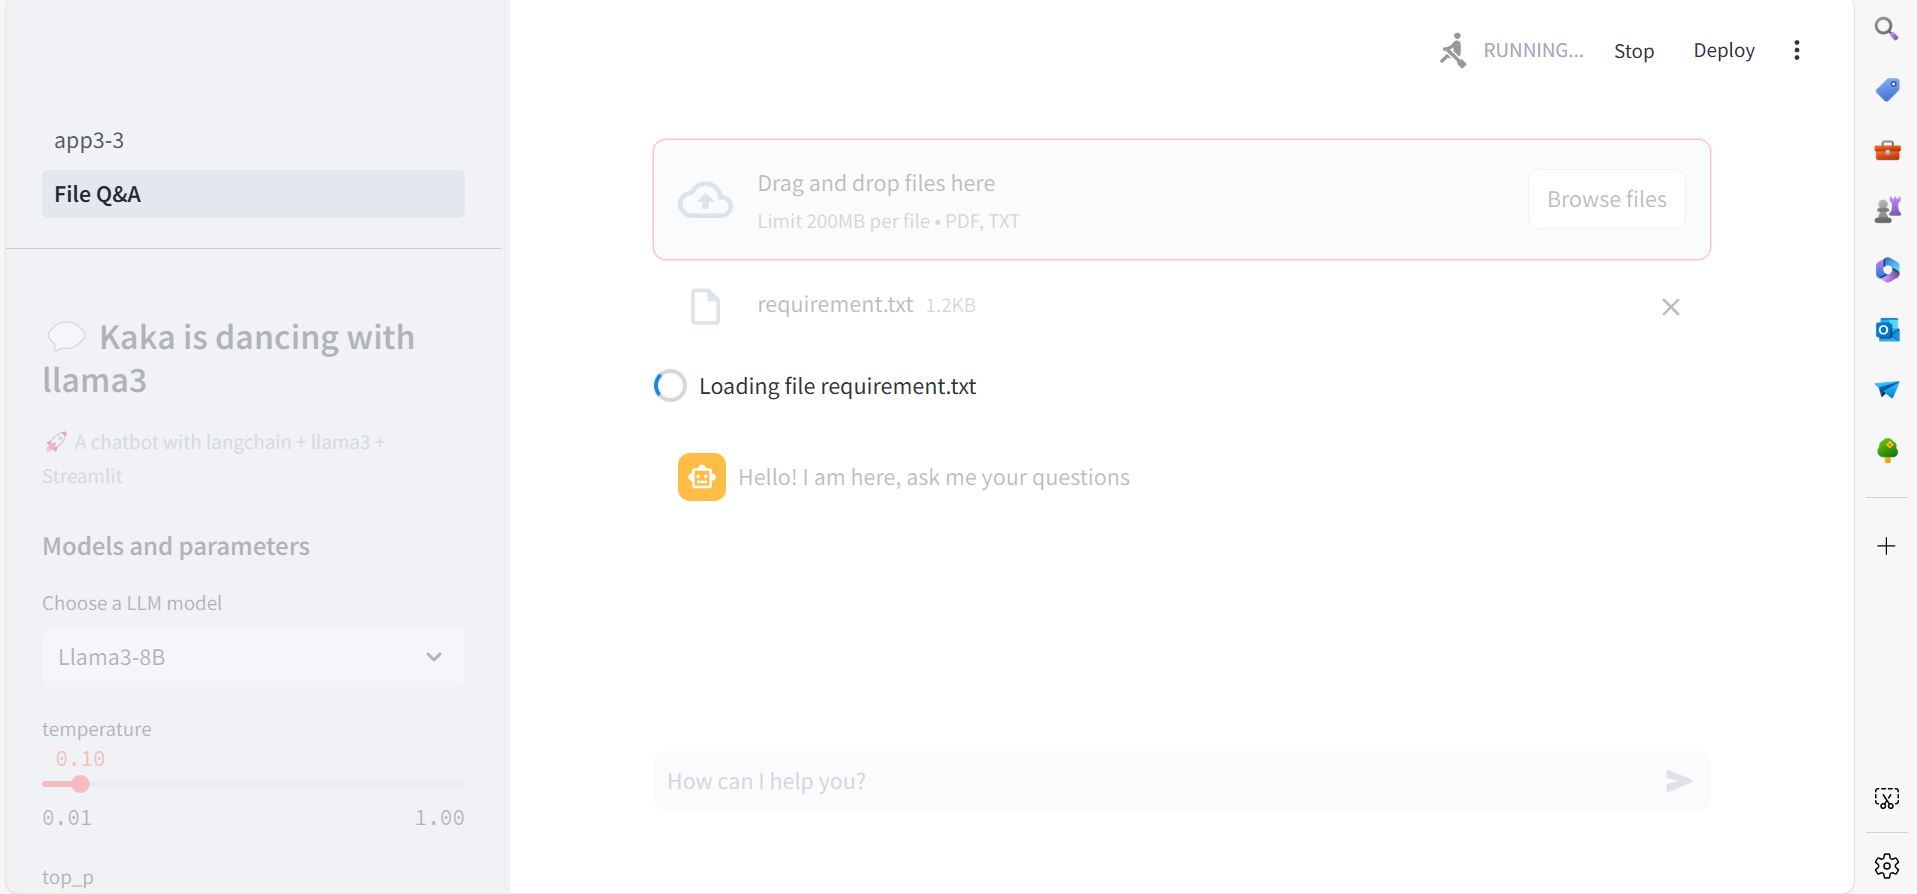 RUNNING...
Stop
Deploy
app3-3
File Q&A
Kaka is dancing with
llama3
A chatbot with langchain + llama3 +
Streamlit
Models and parameters
Choose a LLM model
Llama3-8B
temperature
0.10
0.01
1.00
top_p
Drag and drop files here
Limit 200MB per file • PDF, TXT
Browse files
requirement.txt 1.2KB
Loading file requirement.txt
Hello! I am here, ask me your questions
How can I help you?